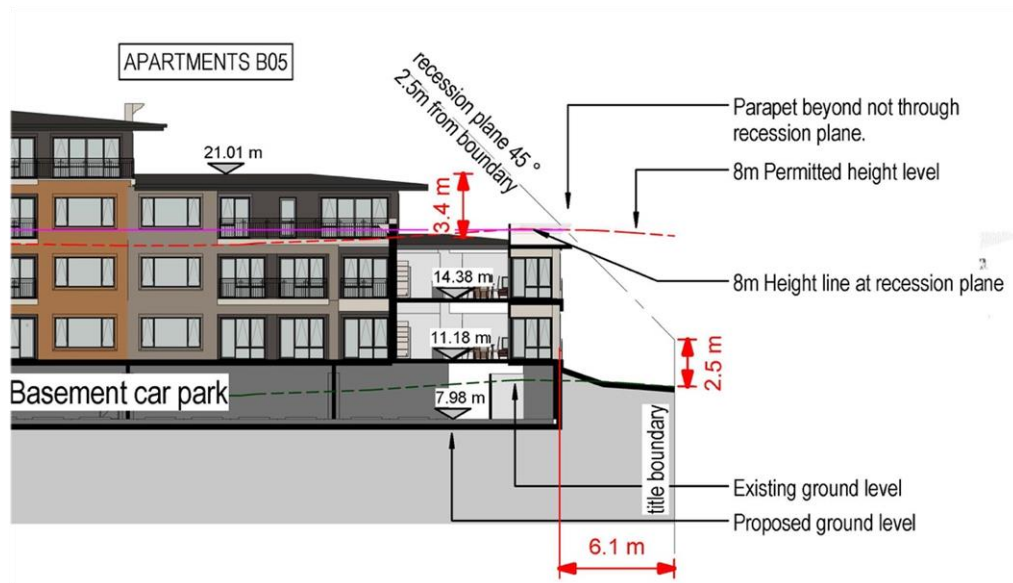 APARTMENTS B05
recession plane 45 °
2.5m from boundary
Parapet beyond not through
recession plane.
8m Permitted height level
21.01 m
3.4 m
8m Height line at recession plane
14.38 m
11.18 m
2.5 m
Basement car park
7.98 m
title boundary
Existing ground level
Proposed ground level
6.1 m